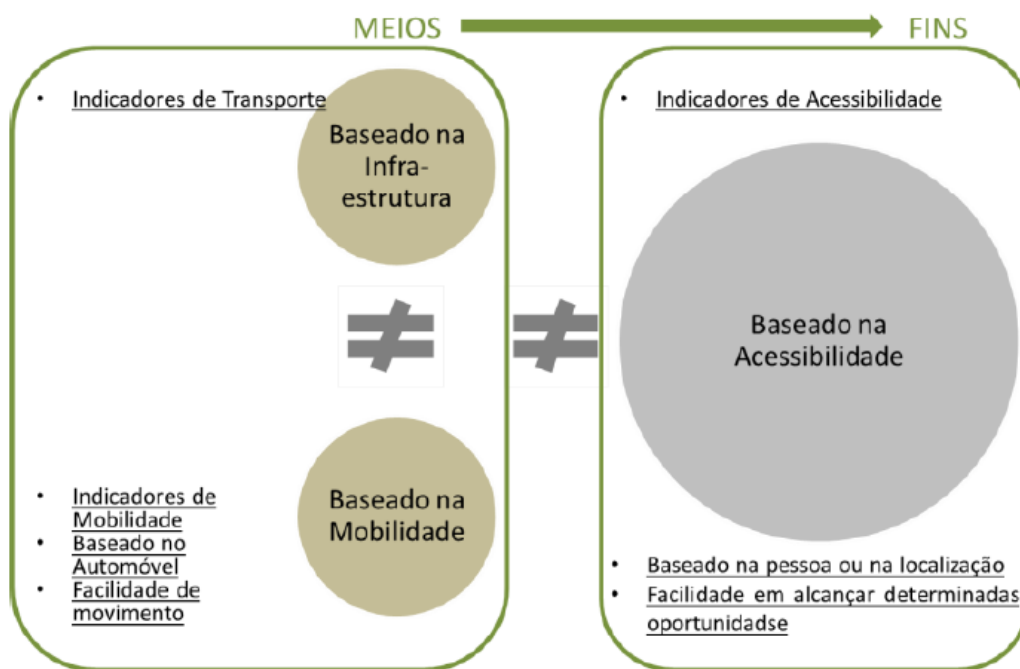 MEIOS
FINS
• Indicadores de Transporte
Baseado na
Infra-
estrutura
≠
Baseado na
Mobilidade
• Indicadores de
Mobilidade
• Baseado no
Automóvel
• Facilidade de
movimento
≠
• Indicadores de Acessibilidade
Baseado na
Acessibilidade
• Baseado na pessoa ou na localização
• Facilidade em alcançar determinadas
oportunidadse